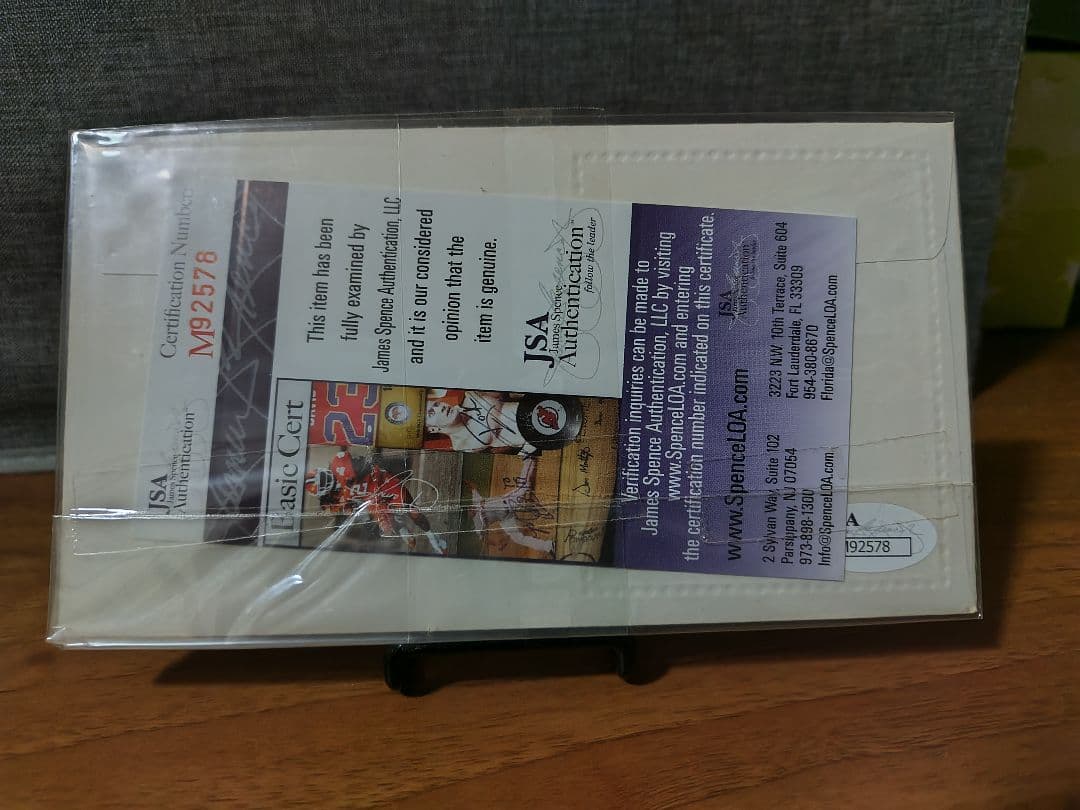 JSA
James Spence
Authentication™
Certification Number
M92578
Basic Cert
23
This item has been
fully examined by
James Spence Authentication, LLC
and it is our considered
opinion that the
item is genuine.
JSA
James Spence
Authentication™
follow the leader
Verification inquiries can be made to
James Spence Authentication, LLC by visiting
www.SpenceLOA.com and entering
the certification number indicated on this certificate.
www.SpenceLOA.com
JSA
Authentication
2 Sylvan Way, Suite 102
Parsippany, NJ 07054
973-898-1300
Info@SpenceLOA.com
3223 N.W. 10th Terrace, Suite 604
Fort Lauderdale, FL 33309
954-380-8670
Florida@SpenceLOA.com
A
92578